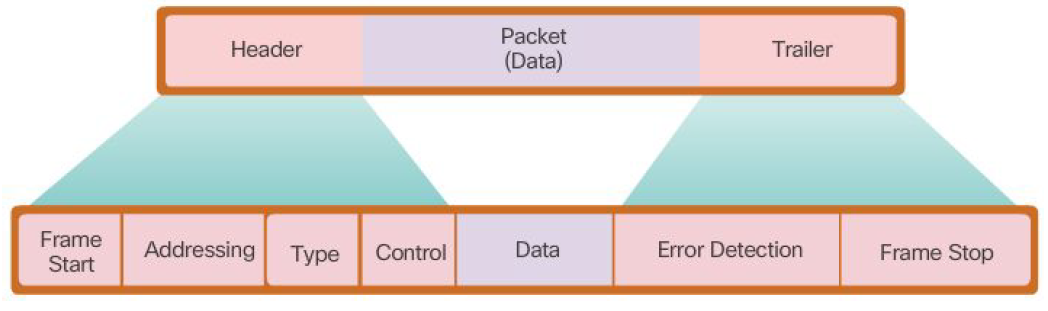 Header
Packet
(Data)
Trailer
Frame
Start
Addressing
Type
Control
Data
Error Detection
Frame Stop